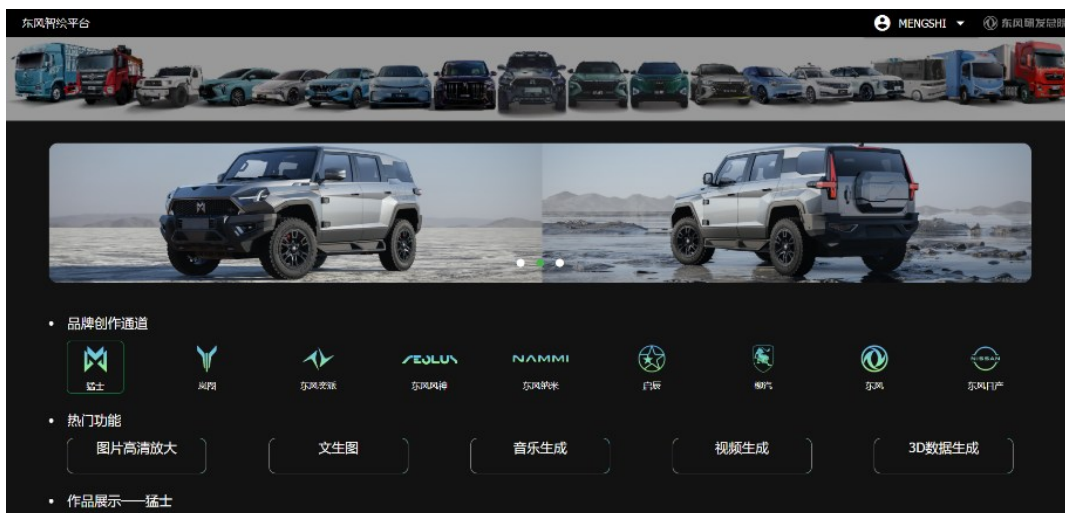 东风智绘平台
MENGSHI
东风研发总院
品牌创作通道
AEOLUS
NAMMI
NISSAN
猛士
岚图
东风奕派
东风风神
东风纳米
启辰
柳汽
东风
东风日产
热门功能
图片高清放大
文生图
音乐生成
视频生成
3D数据生成
作品展示——猛士